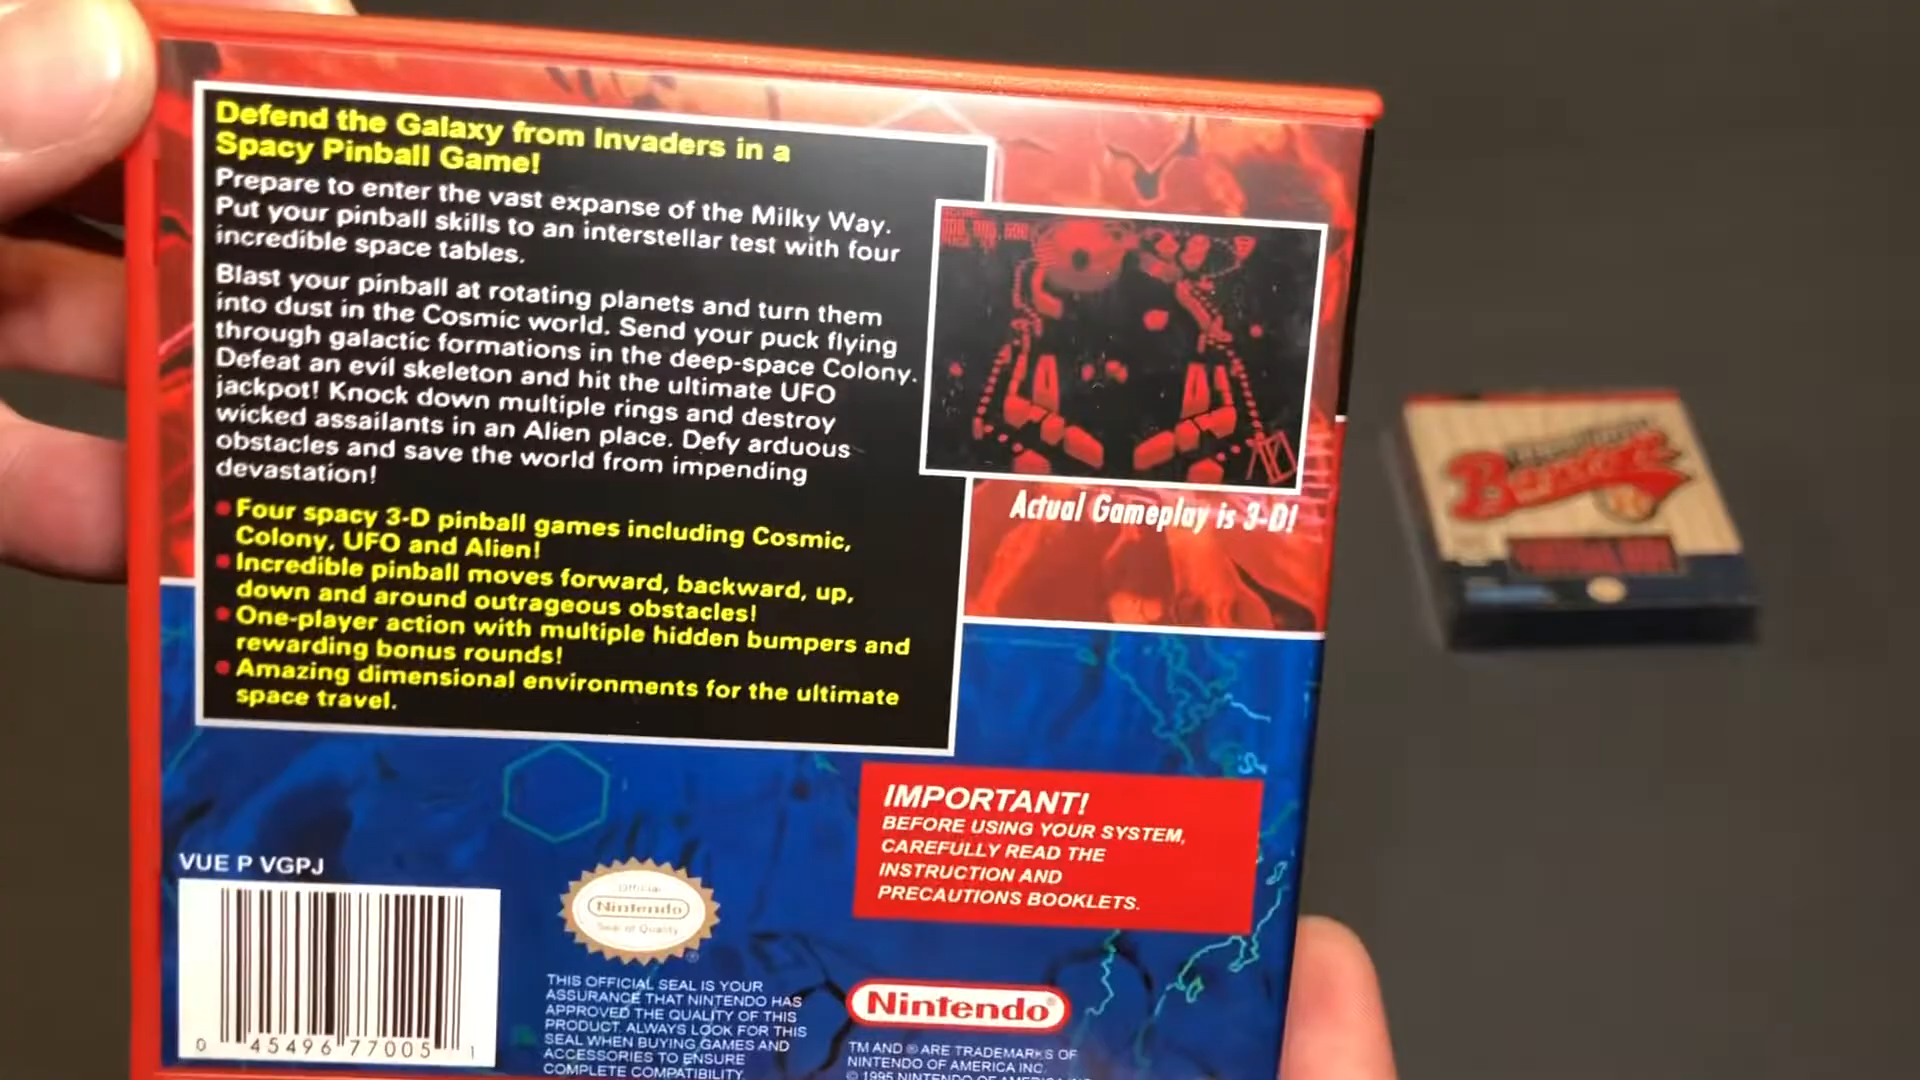 Defend the Galaxy from Invaders in a
Spacy Pinball Game!
Prepare to enter the vast expanse of the Milky Way.
Put your pinball skills to an interstellar test with four
incredible space tables.
Blast your pinball at rotating planets and turn them
into dust in the Cosmic world. Send your puck flying
through galactic formations in the deep-space Colony.
Defeat an evil skeleton and hit the ultimate UFO
jackpot! Knock down multiple rings and destroy
wicked assailants in an Alien place. Defy arduous
obstacles and save the world from impending
devastation!
Four spacy 3-D pinball games including Cosmic,
Colony, UFO and Alien!
Incredible pinball moves forward, backward, up,
down and around outrageous obstacles!
One-player action with multiple hidden bumpers and
rewarding bonus rounds!
Amazing dimensional environments for the ultimate
space travel.
Actual Gameplay is 3-D!
IMPORTANT!
BEFORE USING YOUR SYSTEM,
CAREFULLY READ THE
INSTRUCTION AND
PRECAUTIONS BOOKLETS.
VUE P VGPJ
0 45496 77005 1
Official
Nintendo
Seal of Quality
THIS OFFICIAL SEAL IS YOUR
ASSURANCE THAT NINTENDO HAS
APPROVED THE QUALITY OF THIS
PRODUCT. ALWAYS LOOK FOR THIS
SEAL WHEN BUYING GAMES AND
ACCESSORIES TO ENSURE
COMPLETE COMPATIBILITY.
Nintendo®
TM AND ® ARE TRADEMARKS OF
NINTENDO OF AMERICA INC.
© 1995 NINTENDO OF AMERICA INC.